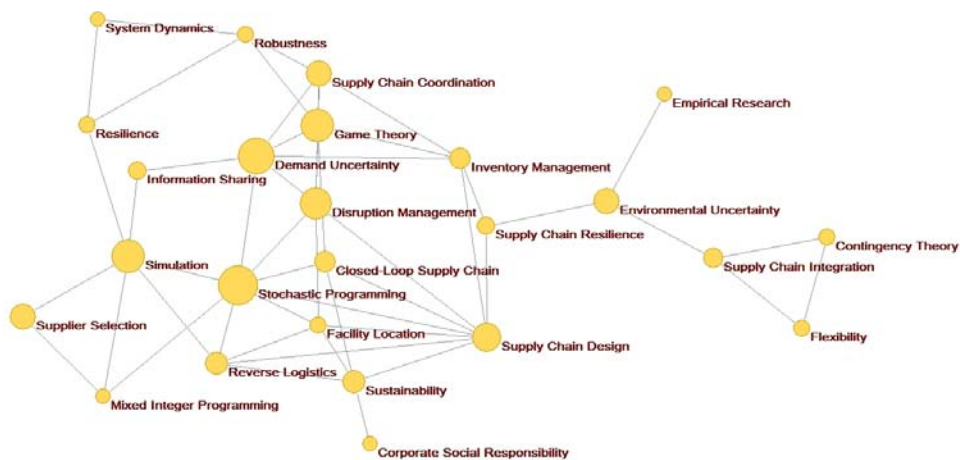 System Dynamics
Robustness
Supply Chain Coordination
Empirical Research
Resilience
Game Theory
Demand Uncertainty
Inventory Management
Information Sharing
Environmental Uncertainty
Disruption Management
Supply Chain Resilience
Contingency Theory
Simulation
Closed-Loop Supply Chain
Supply Chain Integration
Stochastic Programming
Supplier Selection
Facility Location
Flexibility
Supply Chain Design
Reverse Logistics
Sustainability
Mixed Integer Programming
Corporate Social Responsibility